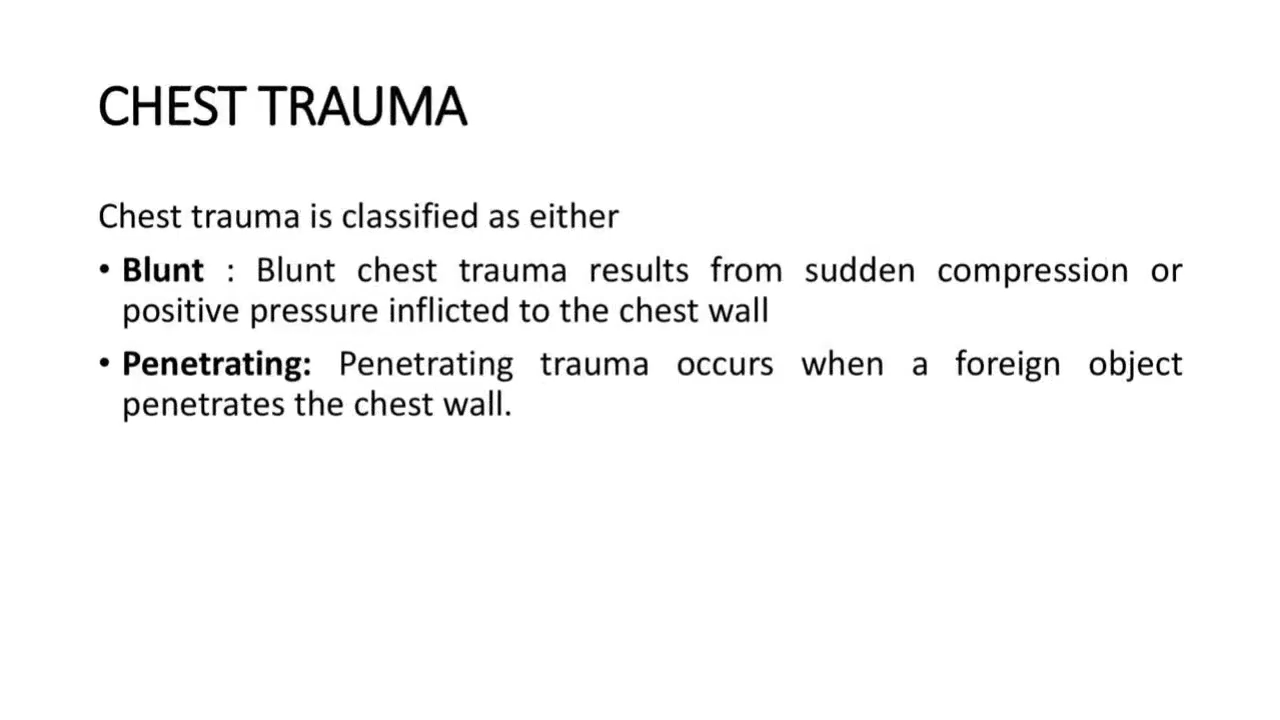 CHEST TRAUMA
Chest trauma is classified as either
• Blunt : Blunt chest trauma results from sudden compression or
positive pressure inflicted to the chest wall
• Penetrating: Penetrating trauma occurs when a foreign object
penetrates the chest wall.